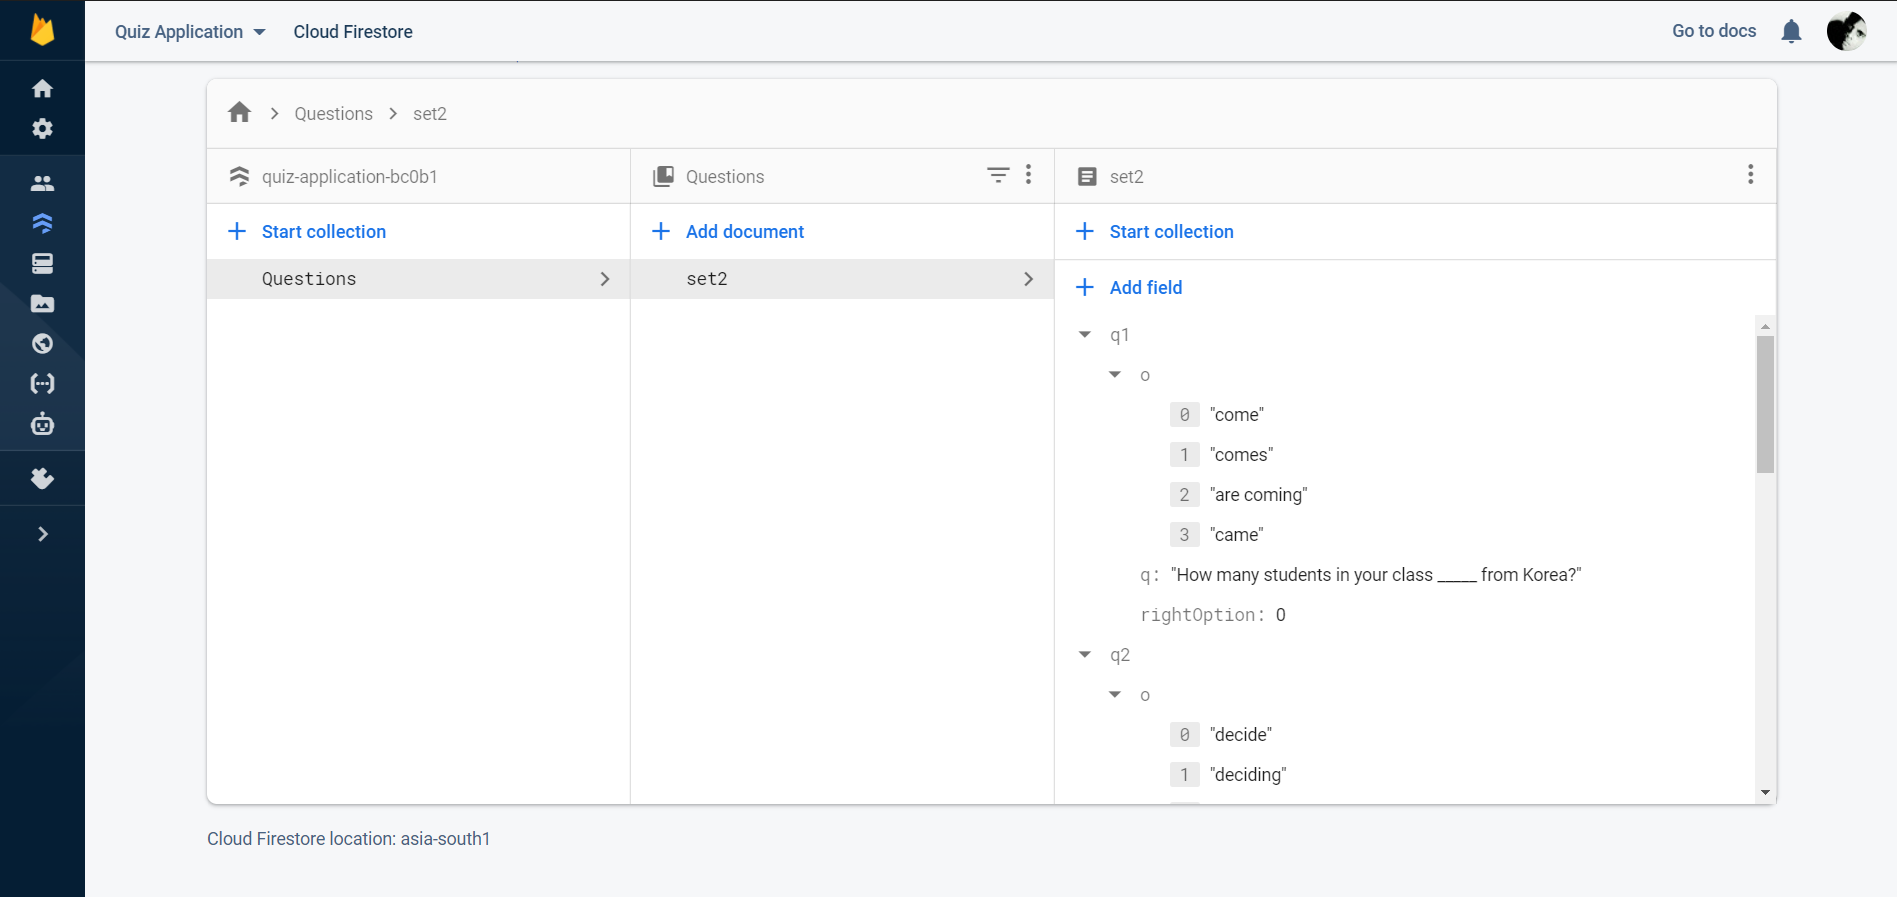 Quiz Application Cloud Firestore Go to docs
Questions set2
quiz-application-bc0b1 Questions set2
Start collection Add document Start collection
Questions set2
Add field
q1
o
0 "come"
1 "comes"
2 "are coming"
3 "came"
q: "How many students in your class _____ from Korea?"
rightOption: 0
q2
o
0 "decide"
1 "deciding"
Cloud Firestore location: asia-south1